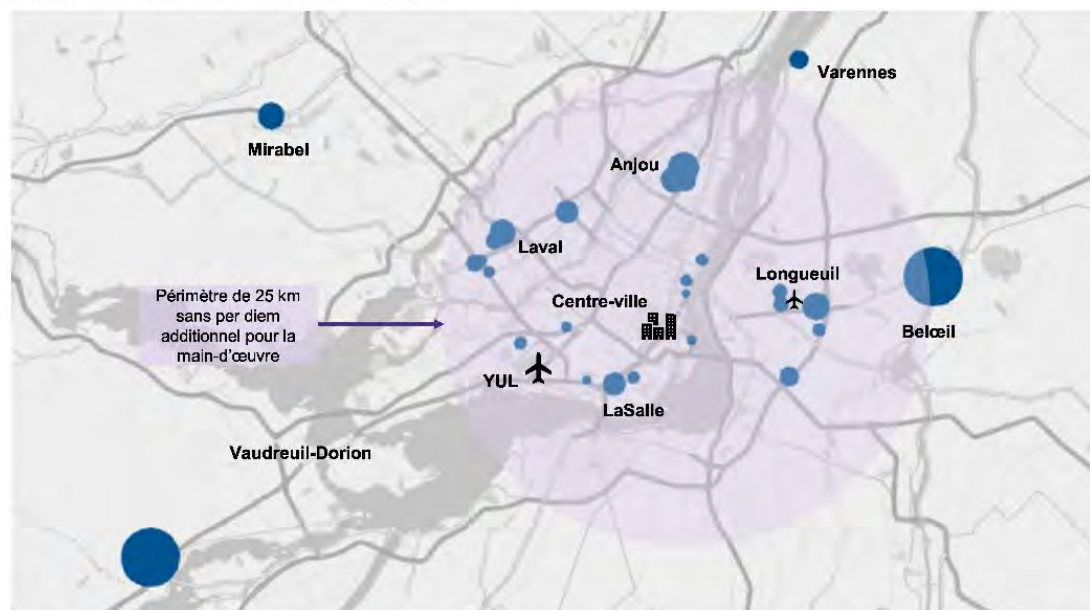 Varennes
Mirabel
Anjou
Laval
Longueuil
Périmètre de 25 km
sans per diem
additionnel pour la
main-d'œuvre
Centre-ville
Belœil
YUL
LaSalle
Vaudreuil-Dorion